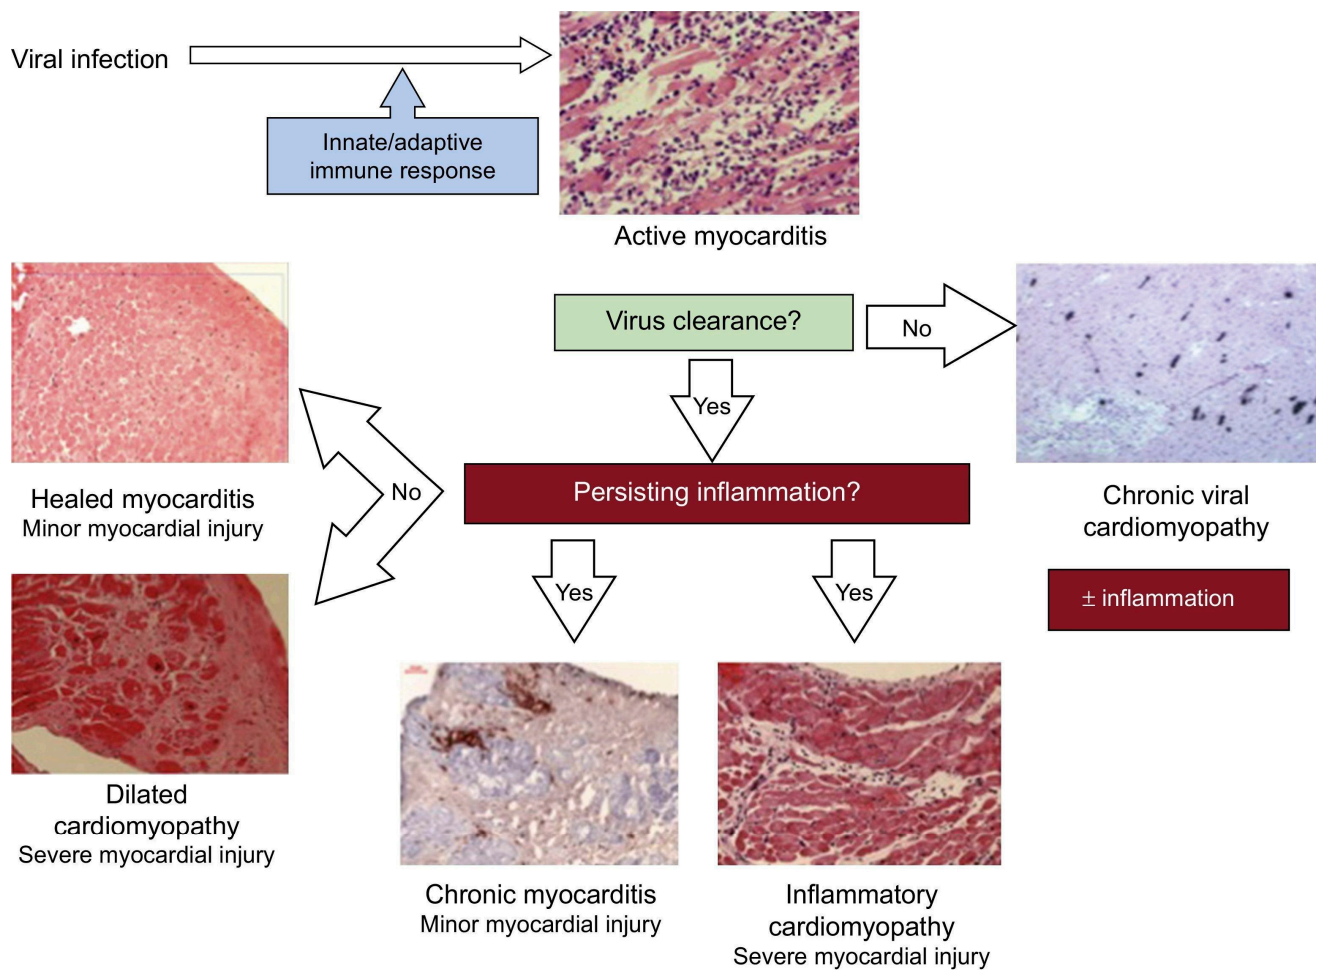 Viral infection
Innate/adaptive
immune response
Active myocarditis
Virus clearance?
No
Yes
Persisting inflammation?
No
Healed myocarditis
Minor myocardial injury
Chronic viral
cardiomyopathy
± inflammation
Yes
Yes
Dilated
cardiomyopathy
Severe myocardial injury
Chronic myocarditis
Minor myocardial injury
Inflammatory
cardiomyopathy
Severe myocardial injury